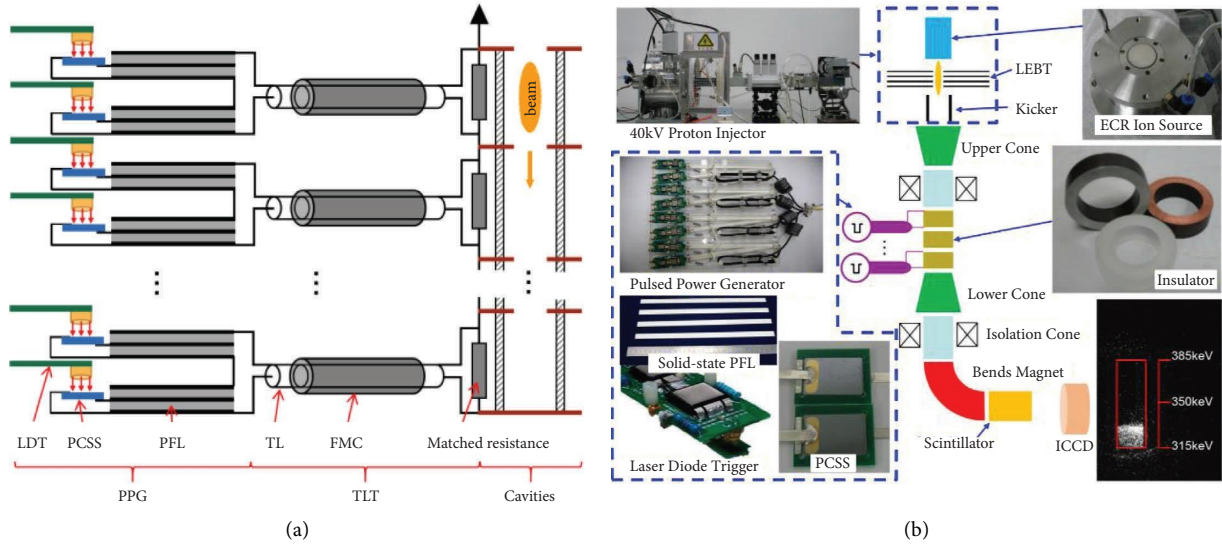 beam
LDT
PCSS
PFL
TL
FMC
Matched resistance
PPG
TLT
Cavities
(a)
40kV Proton Injector
LEBT
Kicker
ECR Ion Source
Upper Cone
Pulsed Power Generator
Insulator
Lower Cone
Solid-state PFL
Isolation Cone
Bends Magnet
Scintillator
ICCD
385keV
350keV
315keV
Laser Diode Trigger
PCSS
(b)